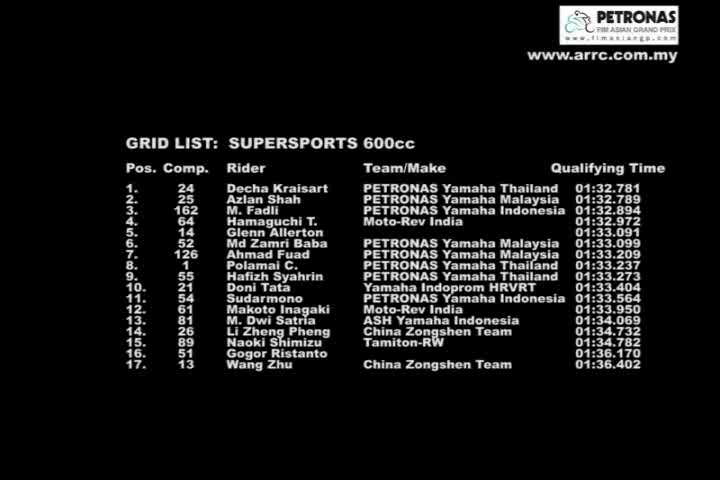 PETRONAS
FIM ASIAN GRAND PRIX
www.fimasiangp.com
www.arrc.com.my
GRID LIST: SUPERSPORTS 600cc
Pos. Comp. Rider Team/Make Qualifying Time
1. 24 Decha Kraisart PETRONAS Yamaha Thailand 01:32.781
2. 25 Azlan Shah PETRONAS Yamaha Malaysia 01:32.789
3. 162 M. Fadli PETRONAS Yamaha Indonesia 01:32.894
4. 64 Hamaguchi T. Moto-Rev India 01:32.972
5. 14 Glenn Allerton 01:33.091
6. 52 Md Zamri Baba PETRONAS Yamaha Malaysia 01:33.099
7. 126 Ahmad Fuad PETRONAS Yamaha Malaysia 01:33.209
8. 1 Polamai C. PETRONAS Yamaha Thailand 01:33.237
9. 55 Hafizh Syahrin PETRONAS Yamaha Thailand 01:33.273
10. 21 Doni Tata Yamaha Indoprom HRVRT 01:33.404
11. 54 Sudarmono PETRONAS Yamaha Indonesia 01:33.564
12. 61 Makoto Inagaki Moto-Rev India 01:33.950
13. 81 M. Dwi Satria ASH Yamaha Indonesia 01:34.069
14. 26 Li Zheng Pheng China Zongshen Team 01:34.732
15. 89 Naoki Shimizu Tamiton-RW 01:34.782
16. 51 Gogor Ristanto 01:36.170
17. 13 Wang Zhu China Zongshen Team 01:36.402